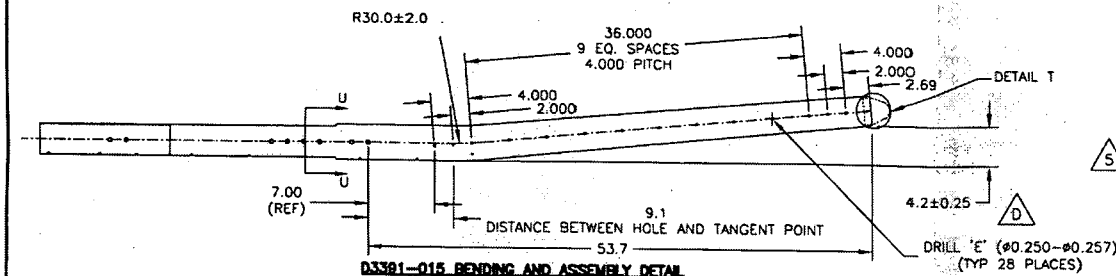 R30.0±2.0
36.000
9 EQ. SPACES
4.000 PITCH
4.000
2.000
2.69
DETAIL T
4.000
2.000
U
U
7.00
(REF)
9.1
DISTANCE BETWEEN HOLE AND TANGENT POINT
53.7
4.2±0.25
S
D
DRILL 'E' (ø0.250-ø0.257)
(TYP 28 PLACES)
D3391-015 BENDING AND ASSEMBLY DETAIL